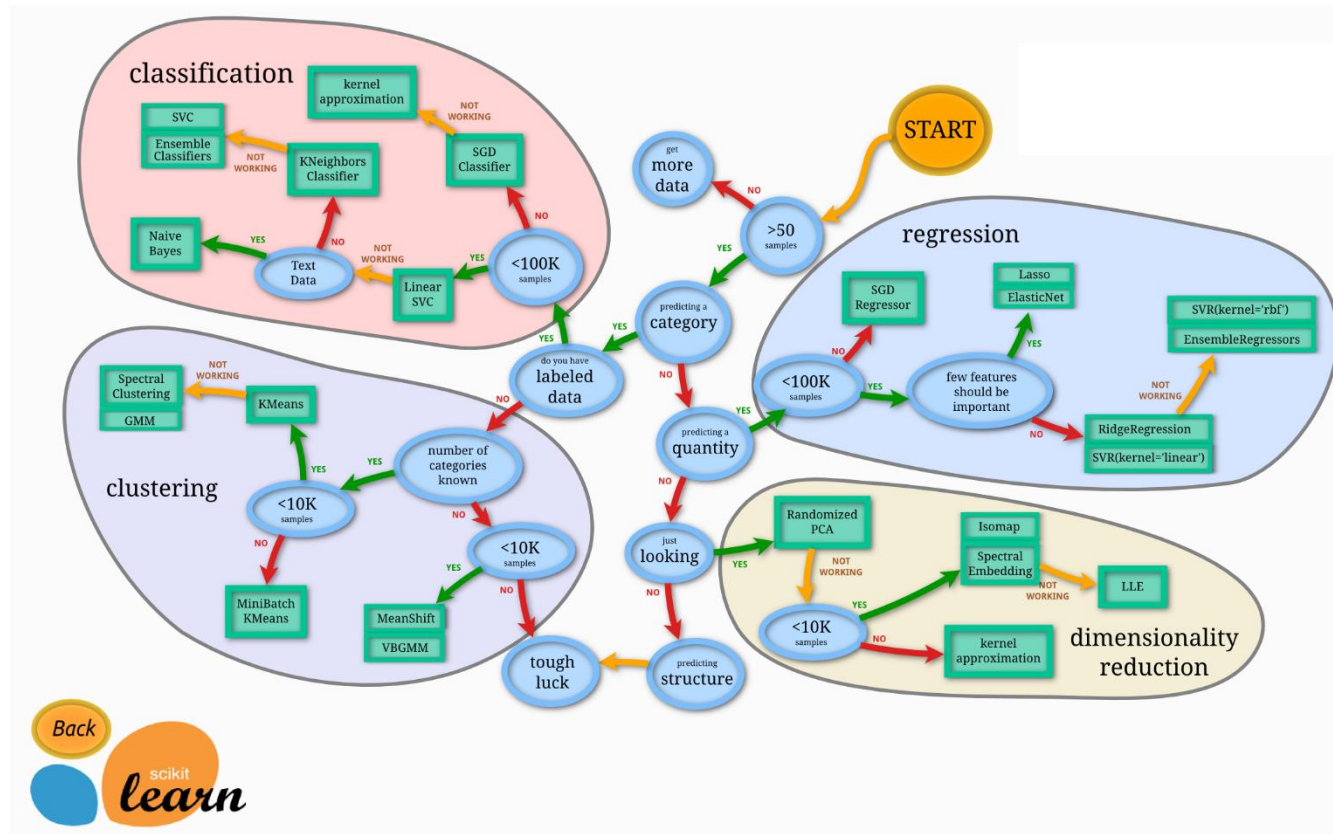 classification
kernel
approximation
NOT
WORKING
SVC
Ensemble
Classifiers
NOT
WORKING
KNeighbors
Classifier
SGD
Classifier
NO
Naive
Bayes
YES
Text
Data
NO
NOT
WORKING
Linear
SVC
YES
<100K
samples
YES
START
get
more
data
NO
>50
samples
YES
predicting a
category
YES
NO
do you have
labeled
data
NO
predicting a
quantity
YES
NO
just
looking
YES
NO
predicting
structure
tough
luck
regression
SGD
Regressor
NO
<100K
samples
YES
Lasso
ElasticNet
YES
few features
should be
important
NO
SVR(kernel='rbf')
EnsembleRegressors
NOT
WORKING
RidgeRegression
SVR(kernel='linear')
clustering
Spectral
Clustering
GMM
NOT
WORKING
KMeans
YES
<10K
samples
NO
MiniBatch
KMeans
YES
number of
categories
known
NO
<10K
samples
YES
NO
MeanShift
VBGMM
Randomized
PCA
NOT
WORKING
<10K
samples
YES
NO
Isomap
Spectral
Embedding
NOT
WORKING
LLE
kernel
approximation
dimensionality
reduction
Back
scikit
learn